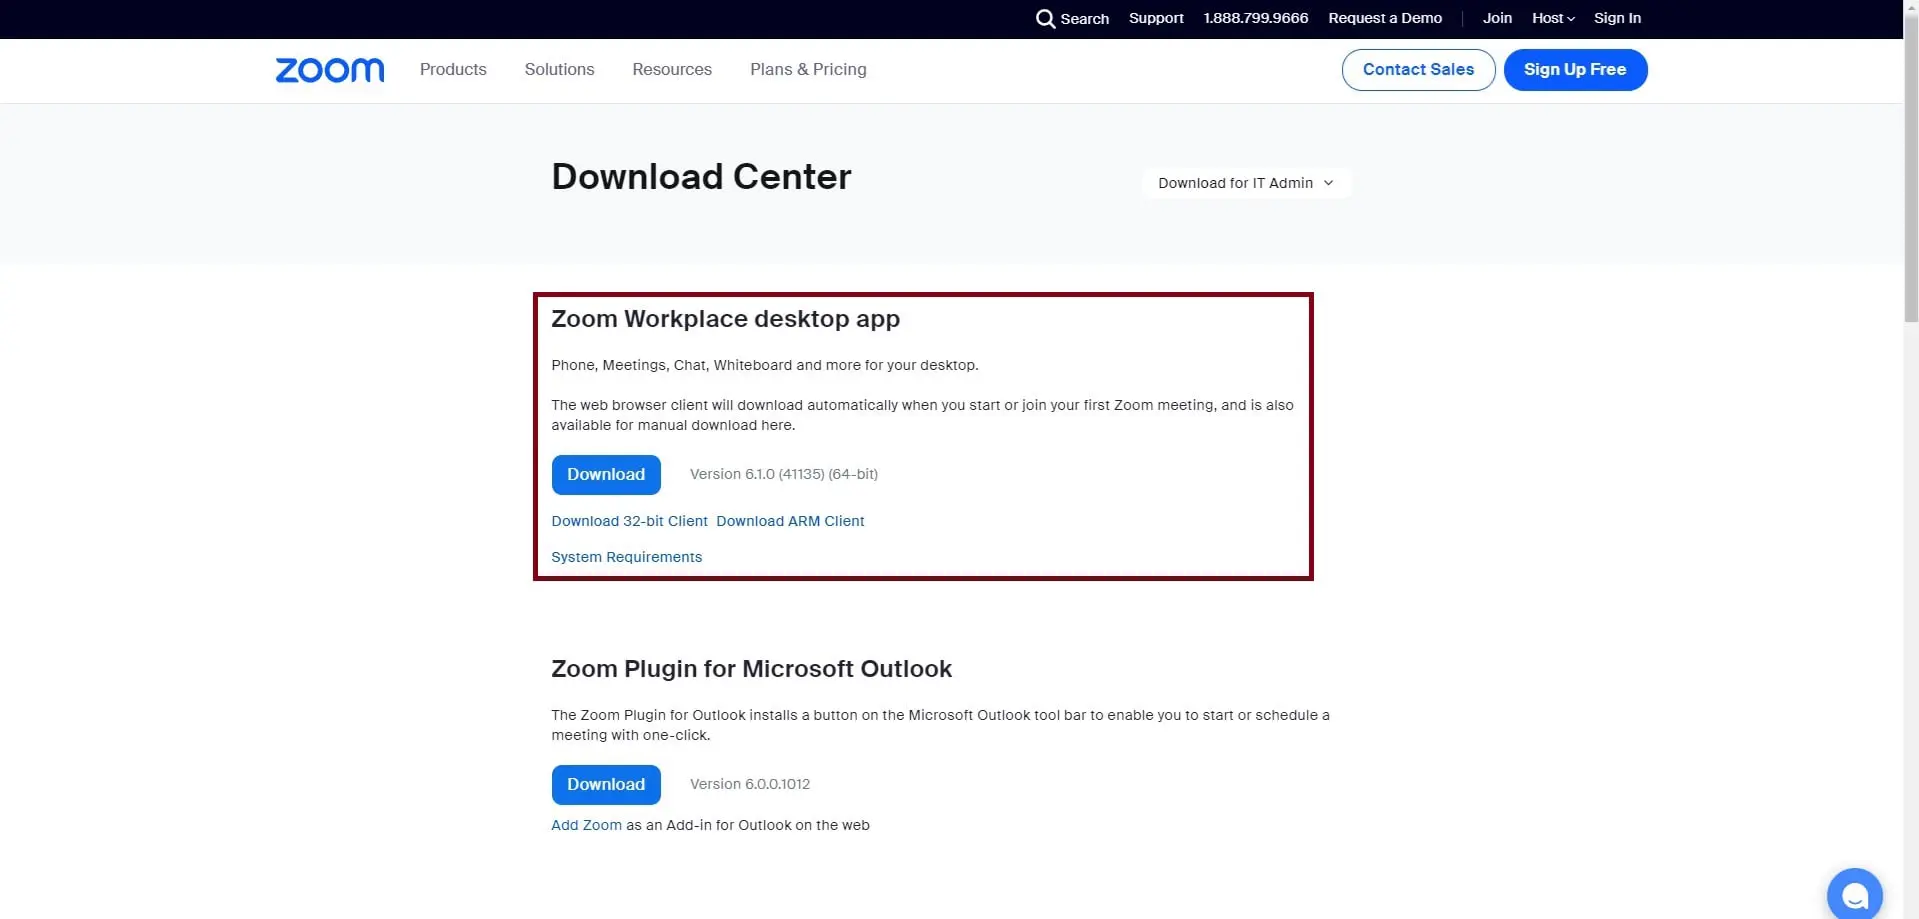 Search Support 1.888.799.9666 Request a Demo Join Host Sign In
zoom Products Solutions Resources Plans & Pricing Contact Sales Sign Up Free
Download Center
Download for IT Admin
Zoom Workplace desktop app
Phone, Meetings, Chat, Whiteboard and more for your desktop.
The web browser client will download automatically when you start or join your first Zoom meeting, and is also
available for manual download here.
Download Version 6.1.0 (41135) (64-bit)
Download 32-bit Client Download ARM Client
System Requirements
Zoom Plugin for Microsoft Outlook
The Zoom Plugin for Outlook installs a button on the Microsoft Outlook tool bar to enable you to start or schedule a
meeting with one-click.
Download Version 6.0.0.1012
Add Zoom as an Add-in for Outlook on the web